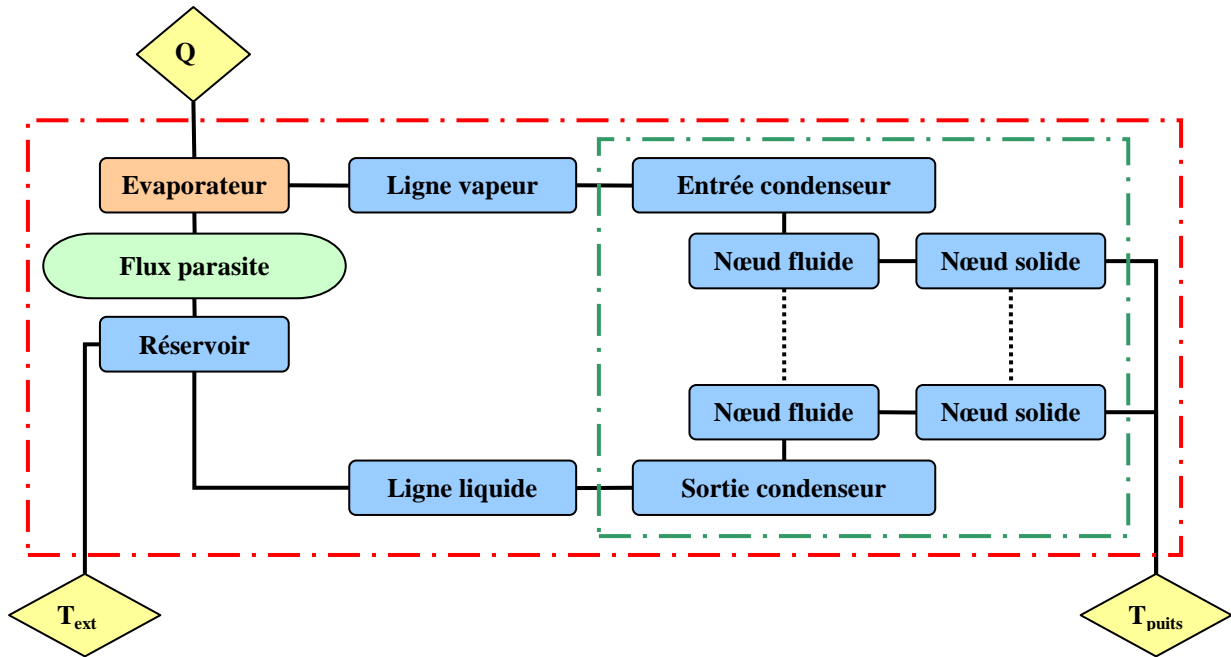 Q
Evaporateur
Ligne vapeur
Entrée condenseur
Flux parasite
Nœud fluide
Nœud solide
Réservoir
Nœud fluide
Nœud solide
Ligne liquide
Sortie condenseur
Text
Tpuits